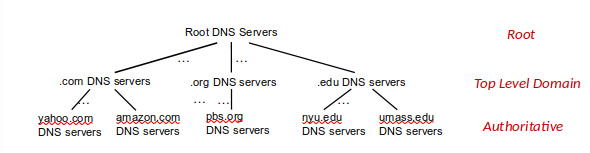 Root DNS Servers
Root
… …
.com DNS servers
.org DNS Servers
.edu DNS servers
Top Level Domain
… … … …
yahoo.com
DNS servers
amazon.com
DNS servers
pbs.org
DNS servers
nyu.edu
DNS servers
umass.edu
DNS servers
Authoritative